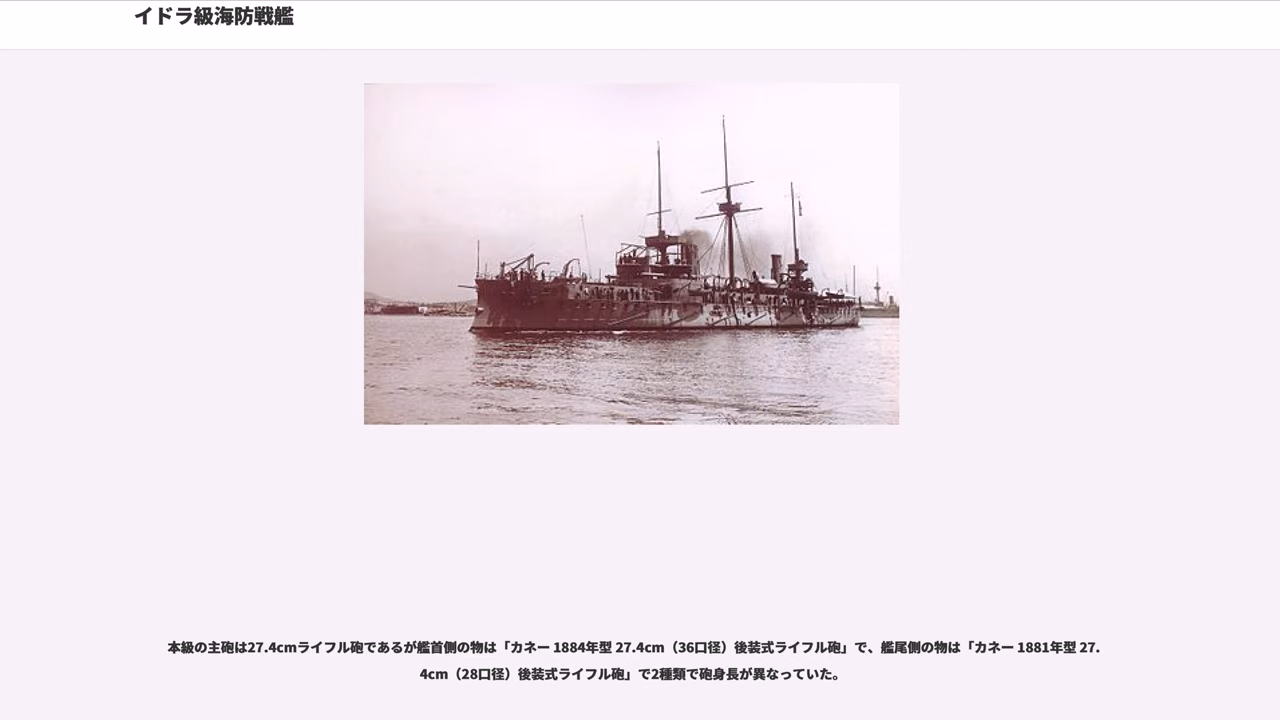 イドラ級海防戦艦
本級の主砲は27.4cmライフル砲であるが艦首側の物は「カネー 1884年型 27.4cm（36口径）後装式ライフル砲」で、艦尾側の物は「カネー 1881年型 27.
4cm（28口径）後装式ライフル砲」で2種類で砲身長が異なっていた。